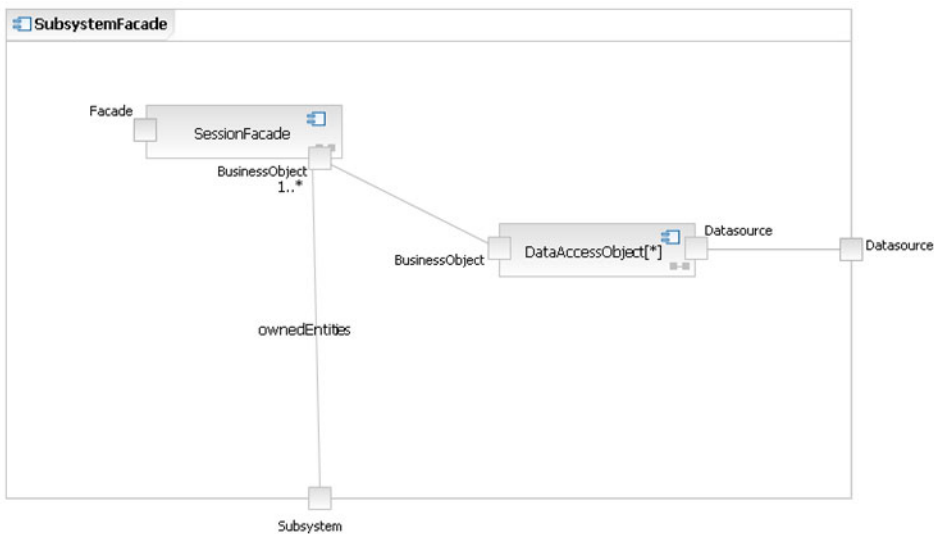 SubsystemFacade
Facade
SessionFacade
BusinessObject
1..*
Datasource
Datasource
DataAccessObject[*]
BusinessObject
ownedEntities
Subsystem